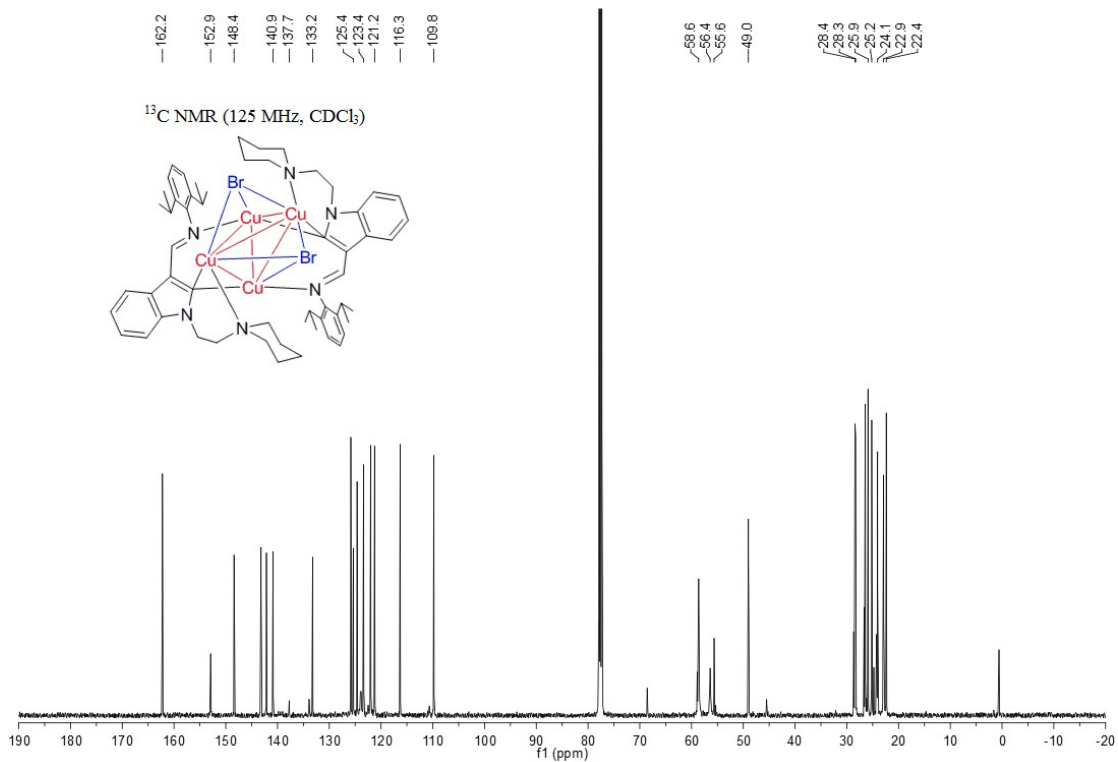 162.2
152.9
148.4
140.9
137.7
133.2
125.4
123.4
121.2
116.3
109.8
58.6
56.4
55.6
49.0
28.4
28.3
25.9
25.2
24.1
22.9
22.4
¹³C NMR (125 MHz, CDCl₃)
Br
N
Cu
Cu
N
N
Cu
Br
Cu
N
N
N
190 180 170 160 150 140 130 120 110 100 90 80 70 60 50 40 30 20 10 0 -10 -20
f1 (ppm)